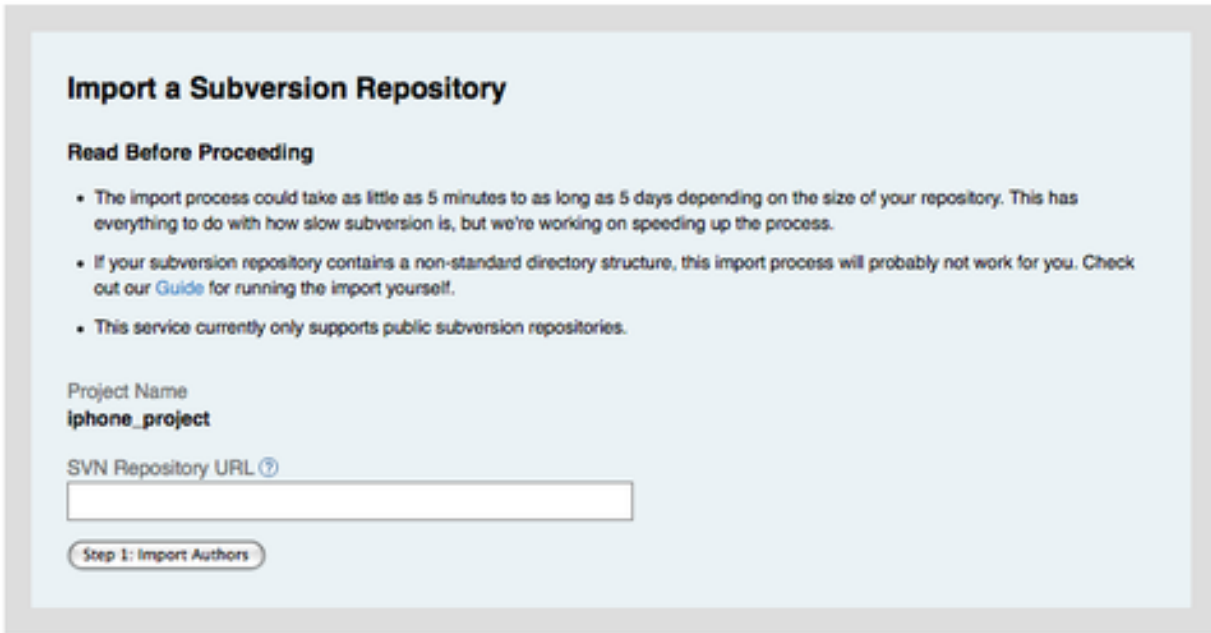 Import a Subversion Repository
Read Before Proceeding
• The import process could take as little as 5 minutes to as long as 5 days depending on the size of your repository. This has
everything to do with how slow subversion is, but we're working on speeding up the process.
• If your subversion repository contains a non-standard directory structure, this import process will probably not work for you. Check
out our Guide for running the import yourself.
• This service currently only supports public subversion repositories.
Project Name
iphone_project
SVN Repository URL ?
Step 1: Import Authors